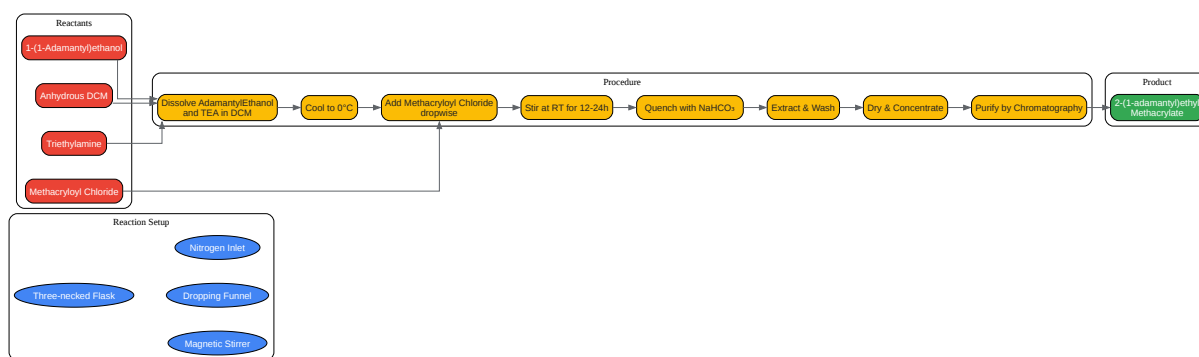 Reactants
1-(1-Adamantyl)ethanol
Anhydrous DCM
Triethylamine
Methacryloyl Chloride
Procedure
Dissolve AdamantylEthanol
and TEA in DCM
Cool to 0°C
Add Methacryloyl Chloride
dropwise
Stir at RT for 12-24h
Quench with NaHCO₃
Extract & Wash
Dry & Concentrate
Purify by Chromatography
Product
2-(1-adamantyl)ethyl
Methacrylate
Reaction Setup
Nitrogen Inlet
Three-necked Flask
Dropping Funnel
Magnetic Stirrer